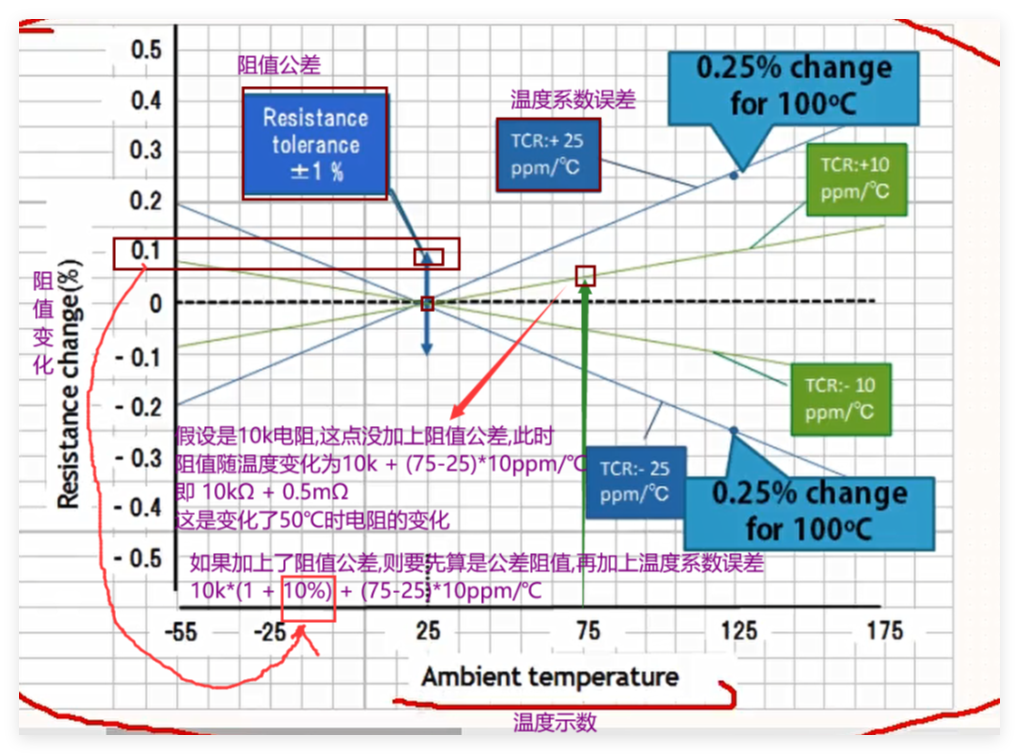 0.5
0.4
0.3
0.2
0.1
0
- 0.1
- 0.2
- 0.3
- 0.4
- 0.5
阻值变化
Resistance change(%)
阻值公差
Resistance
tolerance
±1 %
温度系数误差
TCR:+ 25
ppm/℃
0.25% change
for 100ºC
TCR:+10
ppm/℃
TCR:- 10
ppm/℃
TCR:- 25
ppm/℃
0.25% change
for 100ºC
假设是10k电阻,这点没加上阻值公差,此时
阻值随温度变化为10k + (75-25)*10ppm/℃
即 10kΩ + 0.5mΩ
这是变化了50℃时电阻的变化
如果加上了阻值公差,则要先算是公差阻值,再加上温度系数误差
10k*(1 + 10%) + (75-25)*10ppm/℃
-55
-25
25
75
125
175
Ambient temperature
温度示数